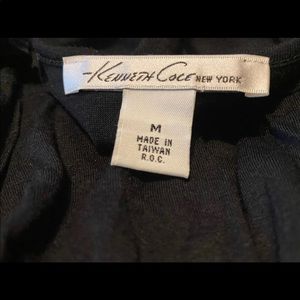 Kenneth Cole NEW YORK
M
MADE IN
TAIWAN
R.O.C.